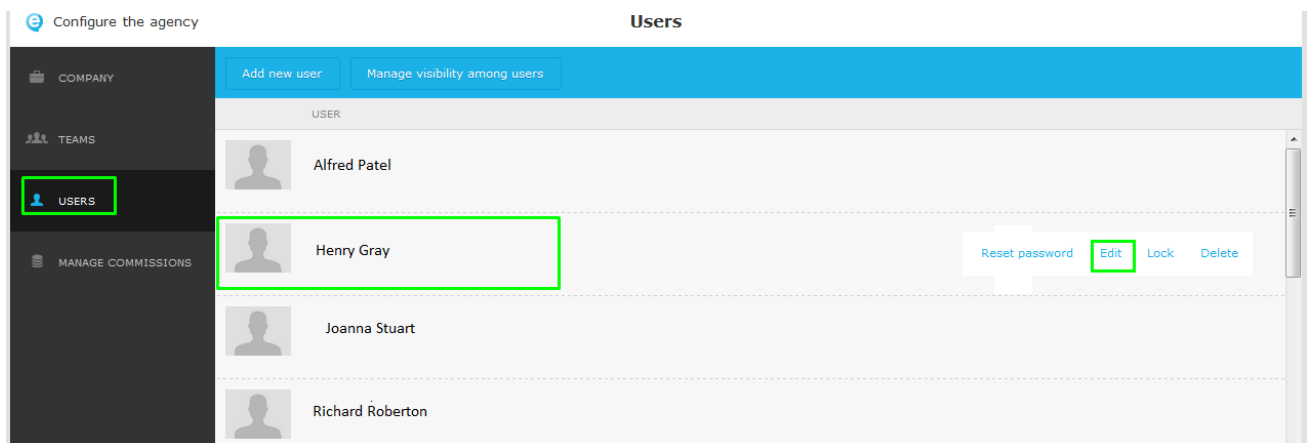 Configure the agency
Users
COMPANY
TEAMS
USERS
MANAGE COMMISSIONS
Add new user
Manage visibility among users
USER
Alfred Patel
Henry Gray
Reset password Edit Lock Delete
Joanna Stuart
Richard Roberton